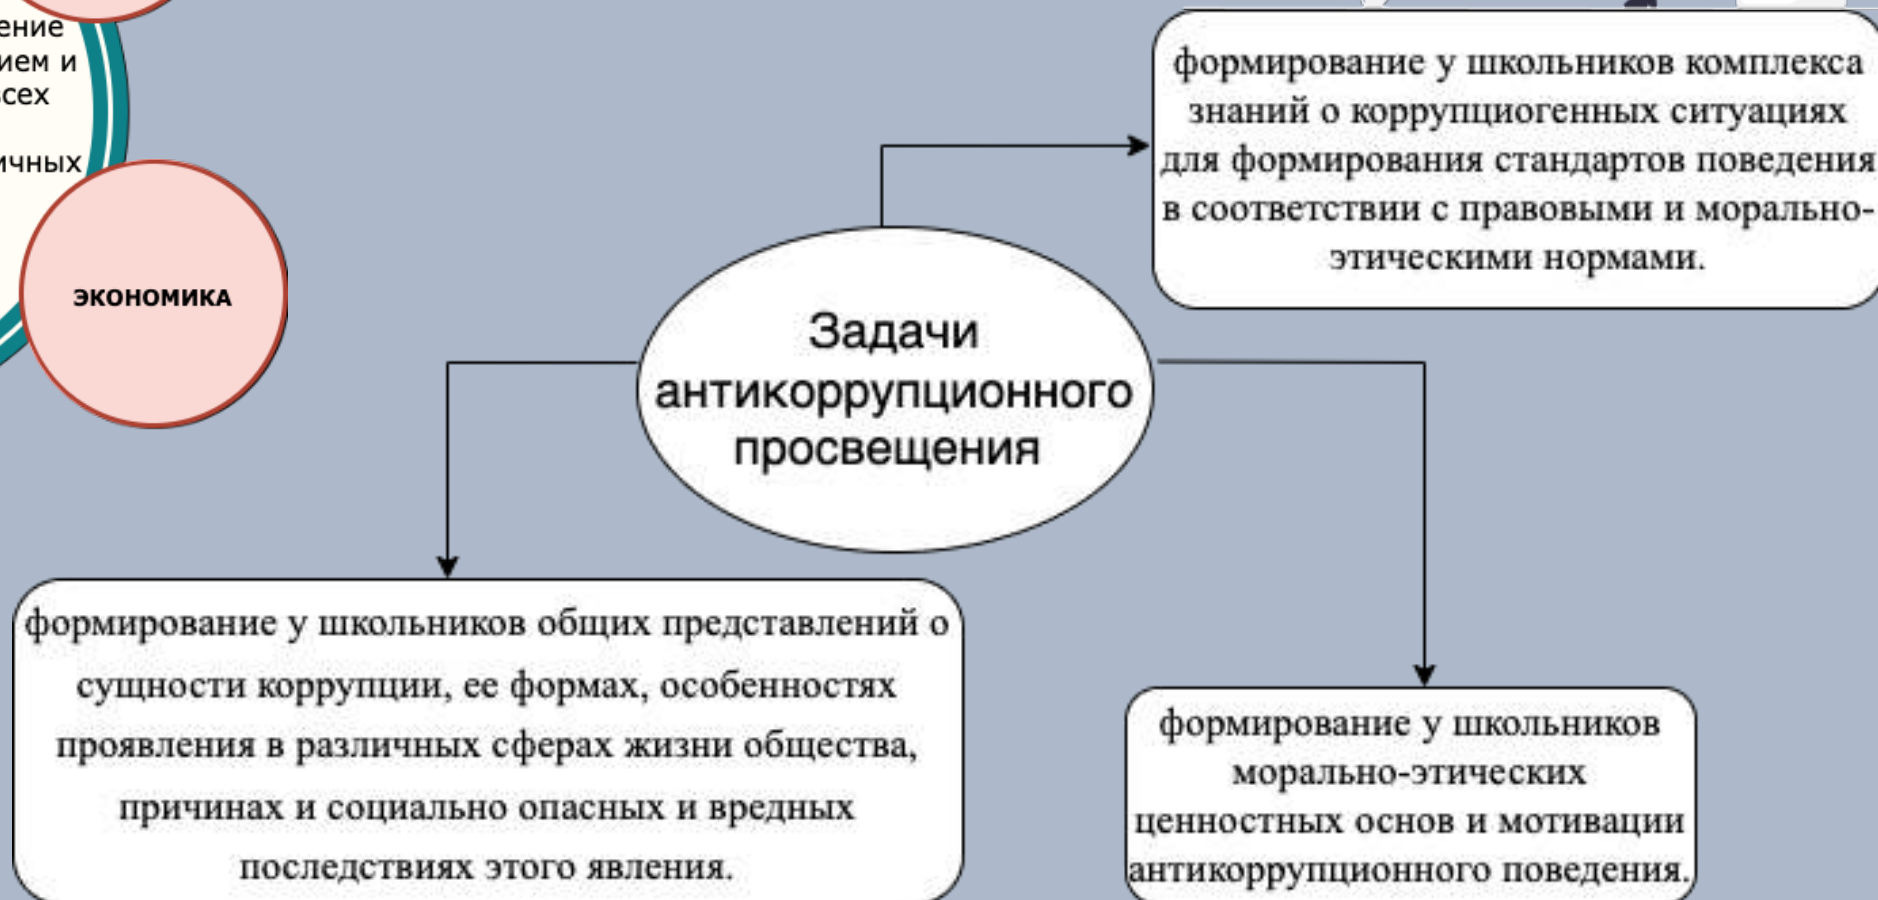 ение
ием и
всех
ичных
ЭКОНОМИКА
формирование у школьников комплекса
знаний о коррупциогенных ситуациях
для формирования стандартов поведения
в соответствии с правовыми и морально-
этическими нормами.
Задачи
антикоррупционного
просвещения
формирование у школьников общих представлений о
сущности коррупции, ее формах, особенностях
проявления в различных сферах жизни общества,
причинах и социально опасных и вредных
последствиях этого явления.
формирование у школьников
морально-этических
ценностных основ и мотивации
антикоррупционного поведения.